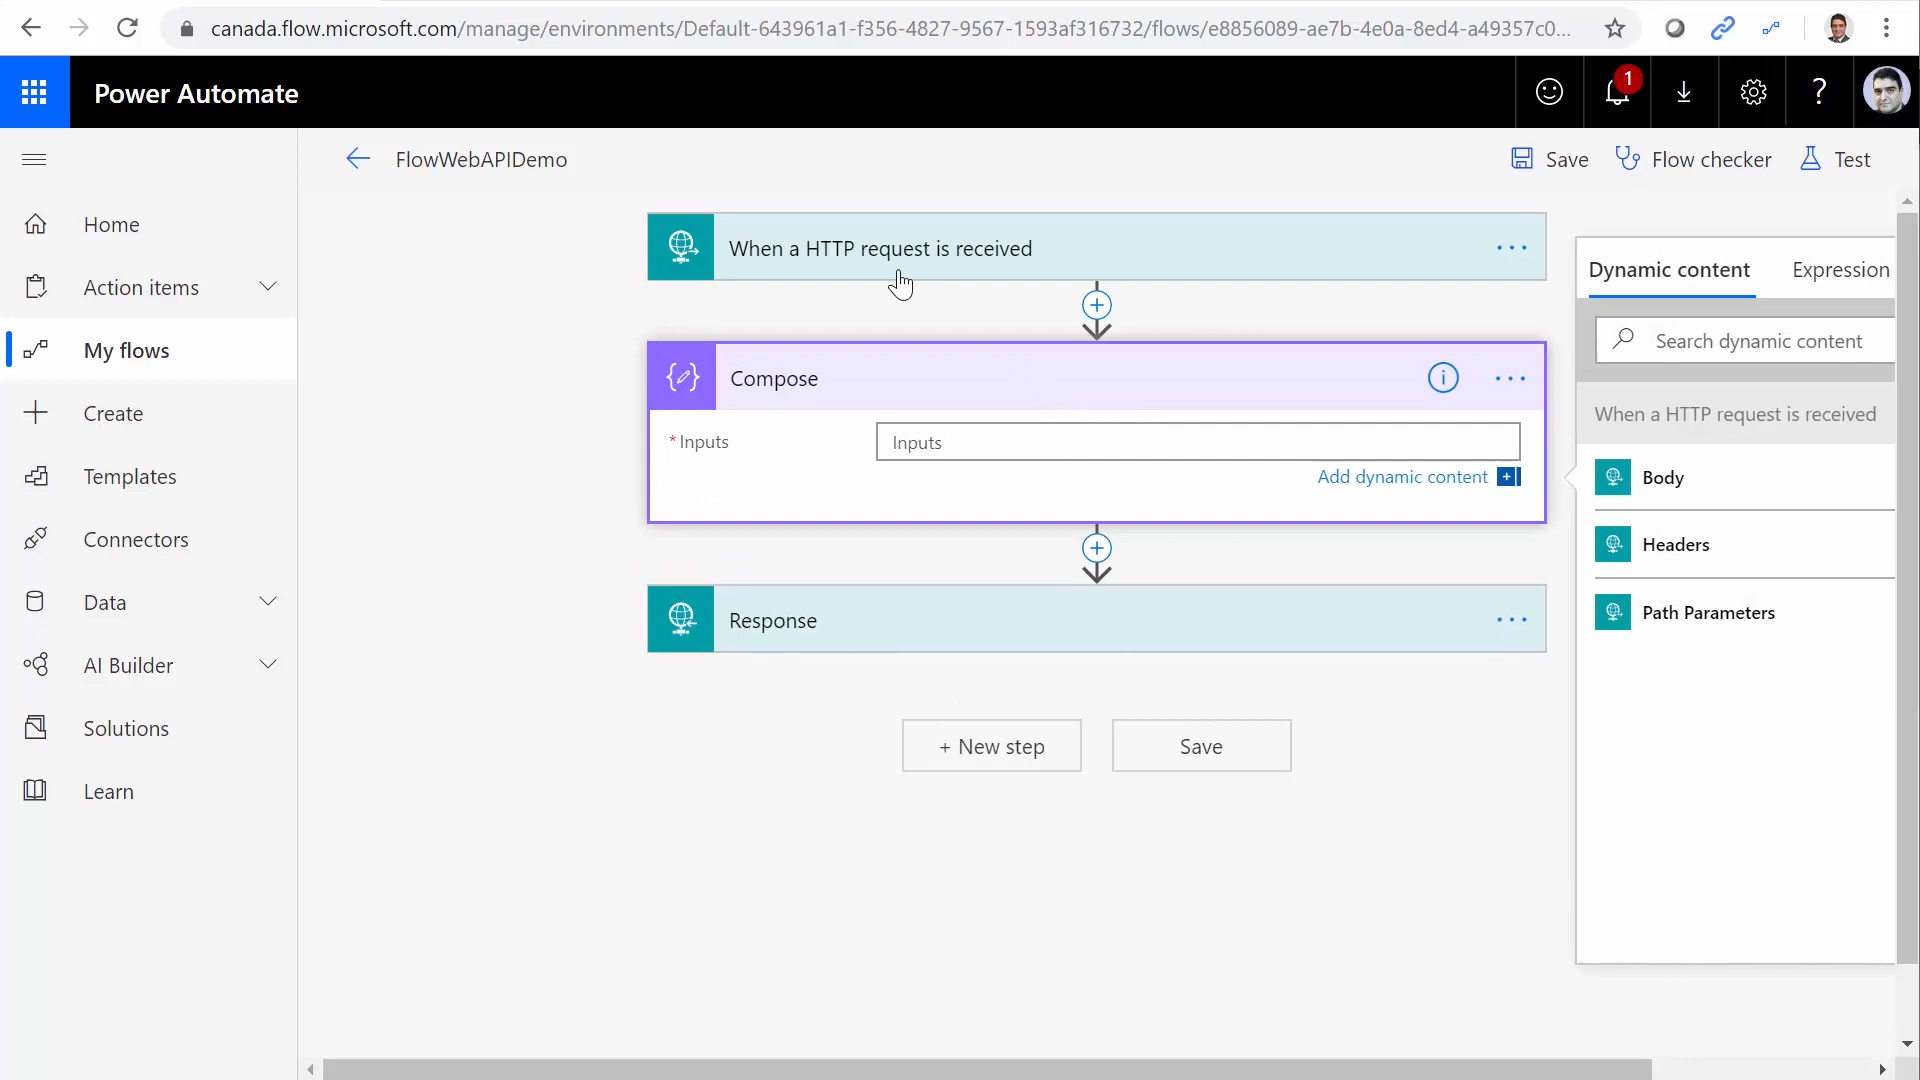 canada.flow.microsoft.com/manage/environments/Default-643961a1-f356-4827-9567-1593af316732/flows/e8856089-ae7b-4e0a-8ed4-a49357c0...
Power Automate
1
?
FlowWebAPIDemo
Save
Flow checker
Test
Home
Action items
My flows
Create
Templates
Connectors
Data
AI Builder
Solutions
Learn
When a HTTP request is received
Compose
*Inputs
Inputs
Add dynamic content
Response
+ New step
Save
Dynamic content
Expression
Search dynamic content
When a HTTP request is received
Body
Headers
Path Parameters